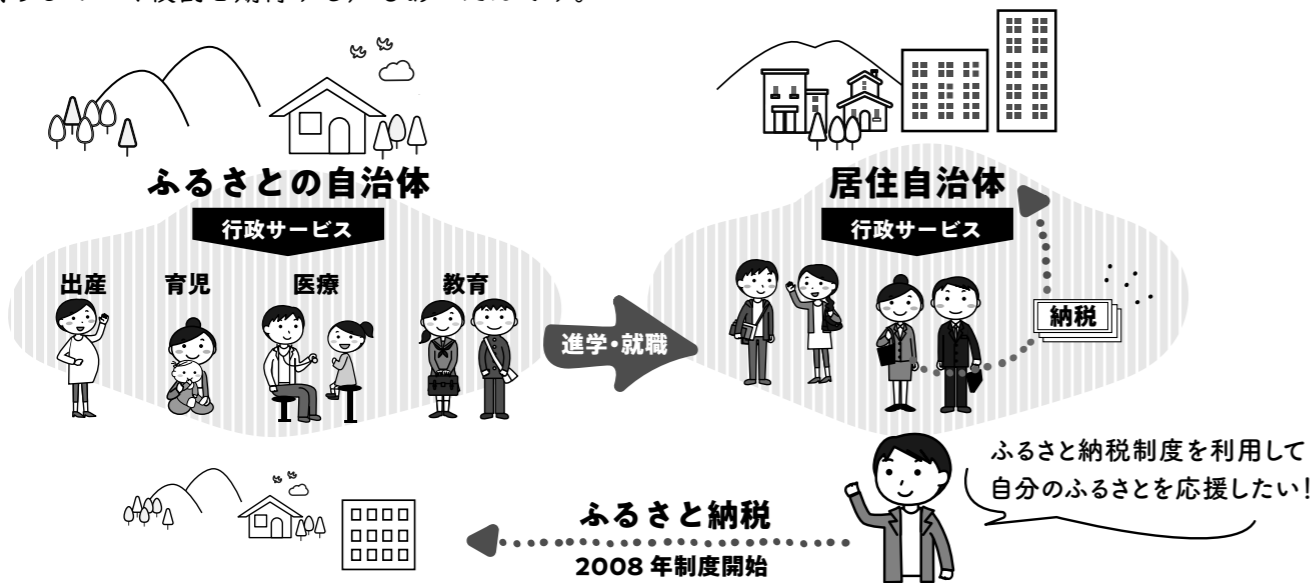 ふるさとの自治体
行政サービス
出産
育児
医療
教育
進学・就職
居住自治体
行政サービス
納税
ふるさと納税制度を利用して
自分のふるさとを応援したい!
ふるさと納税
2008年制度開始